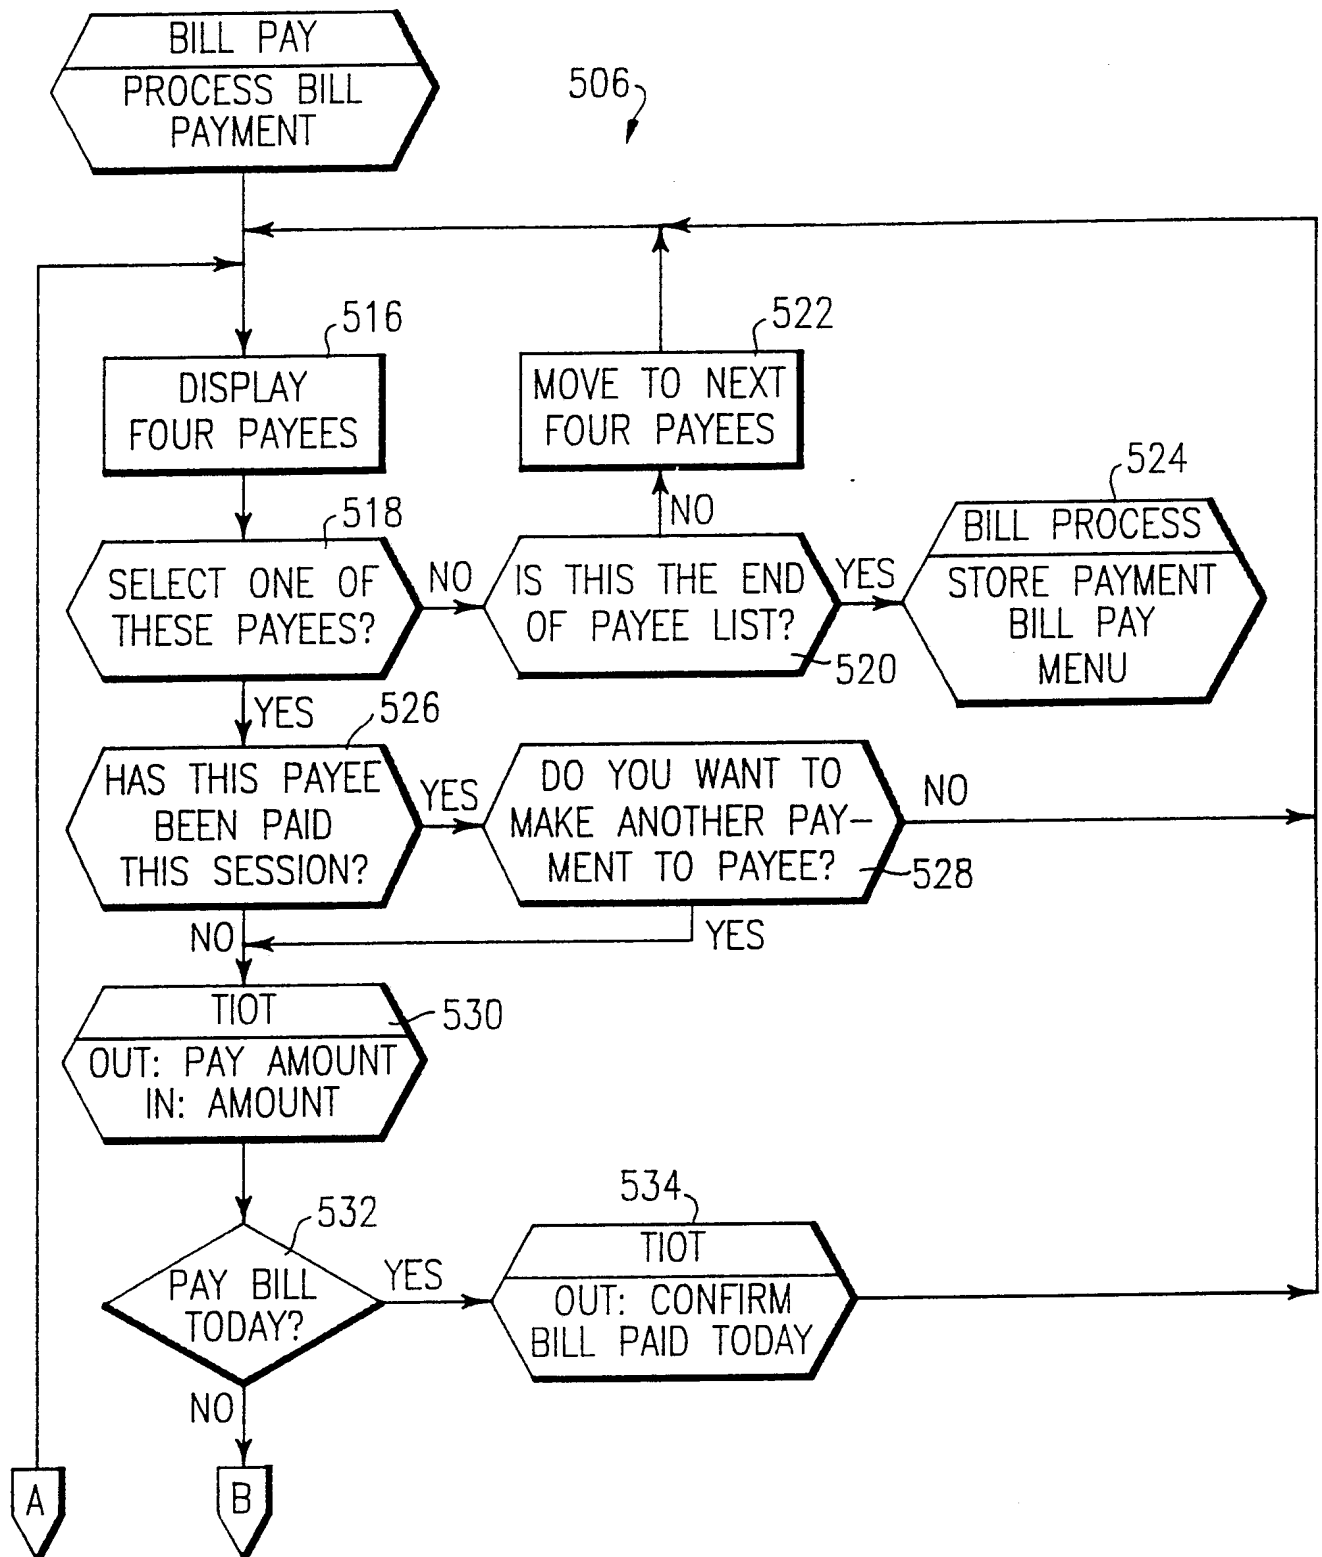 BILL PAY
PROCESS BILL
PAYMENT
506
516
DISPLAY
FOUR PAYEES
522
MOVE TO NEXT
FOUR PAYEES
518
SELECT ONE OF
THESE PAYEES?
NO
NO
IS THIS THE END
OF PAYEE LIST?
520
YES
524
BILL PROCESS
STORE PAYMENT
BILL PAY
MENU
YES
526
HAS THIS PAYEE
BEEN PAID
THIS SESSION?
YES
DO YOU WANT TO
MAKE ANOTHER PAY-
MENT TO PAYEE?
528
NO
NO
YES
TIOT
530
OUT: PAY AMOUNT
IN: AMOUNT
532
PAY BILL
TODAY?
YES
534
TIOT
OUT: CONFIRM
BILL PAID TODAY
NO
A
B